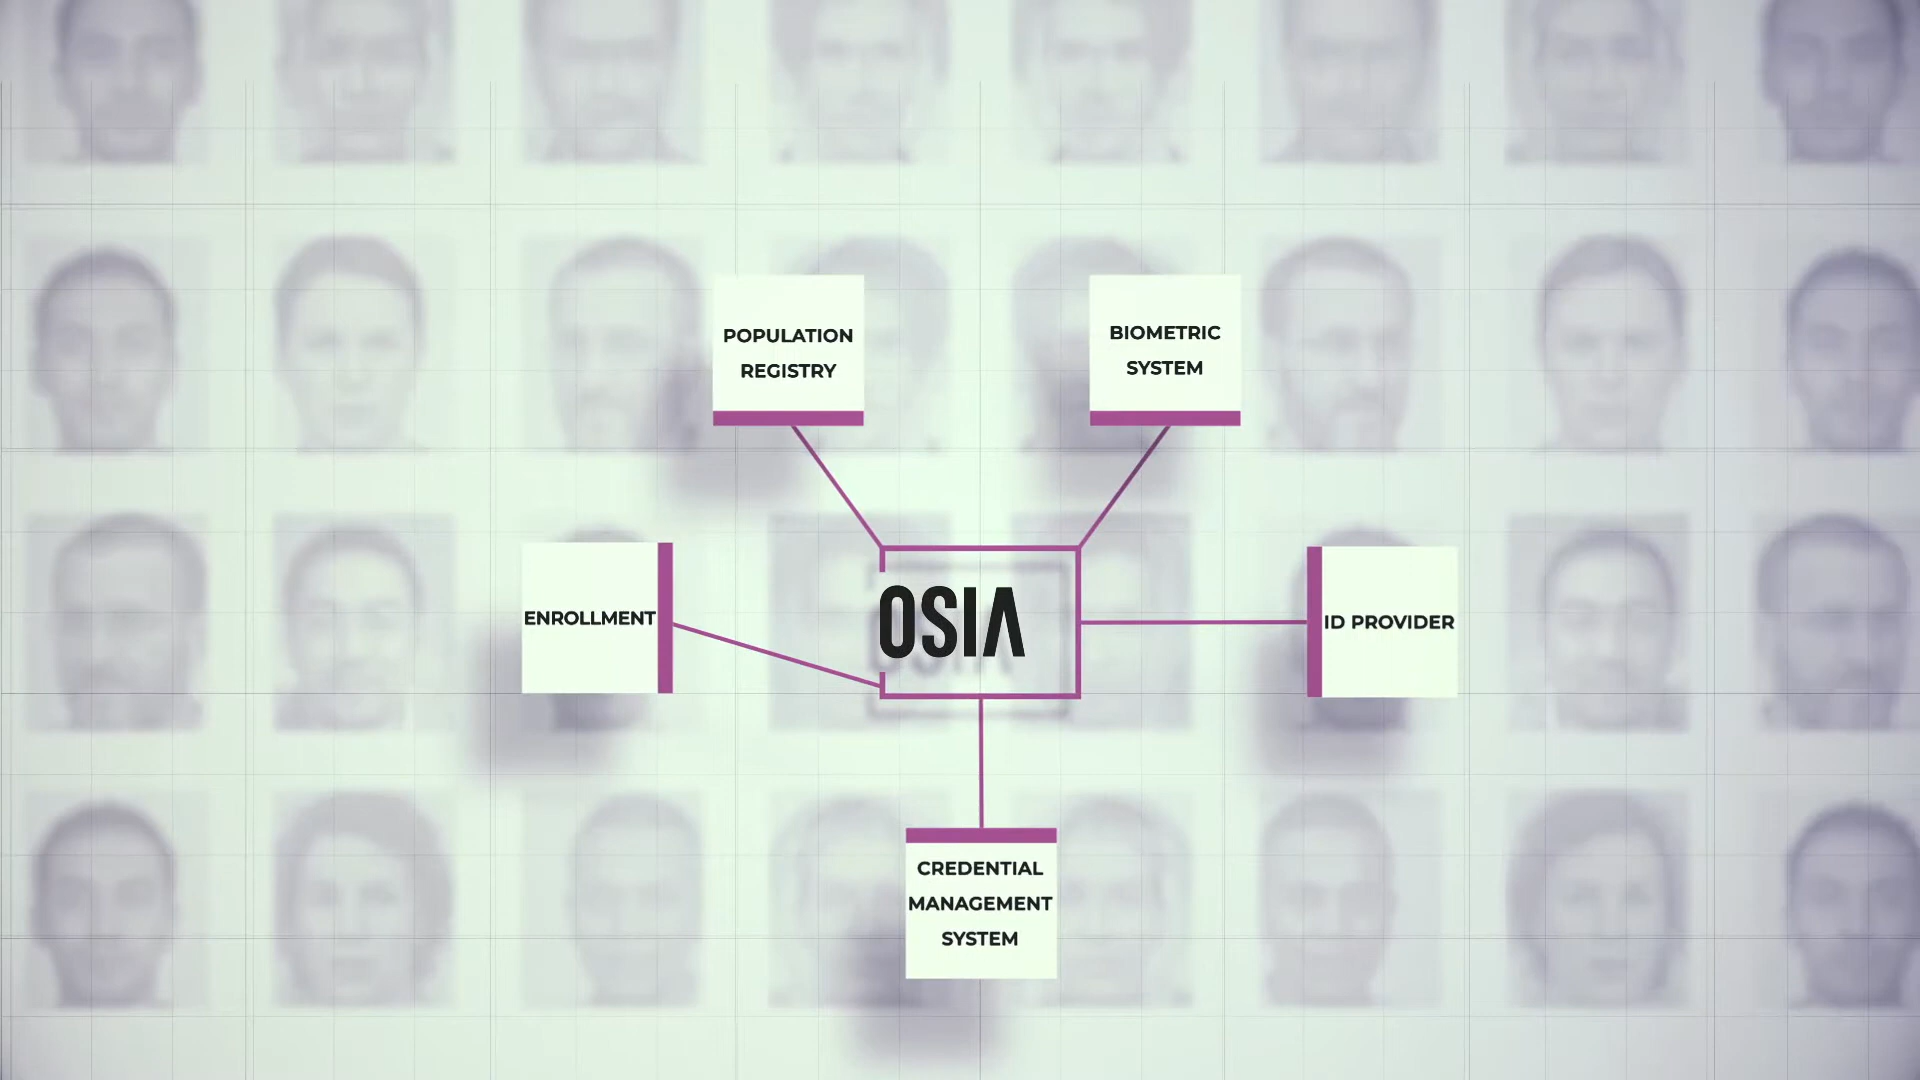 POPULATION
REGISTRY
BIOMETRIC
SYSTEM
ENROLLMENT
OSIA
ID PROVIDER
CREDENTIAL
MANAGEMENT
SYSTEM